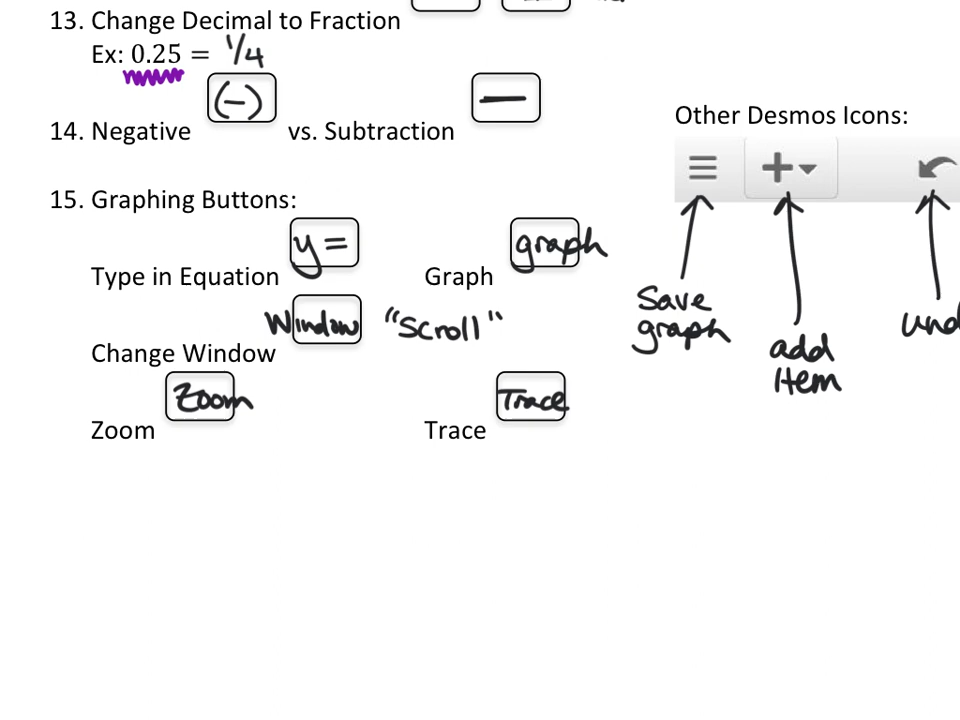 13. Change Decimal to Fraction
Ex: 0.25 = 1/4
14. Negative (-) vs. Subtraction —
15. Graphing Buttons:
Type in Equation y = Graph graph
Change Window Window "Scroll"
Zoom Zoom Trace Trace
Other Desmos Icons:
Save
graph
add
Item
und